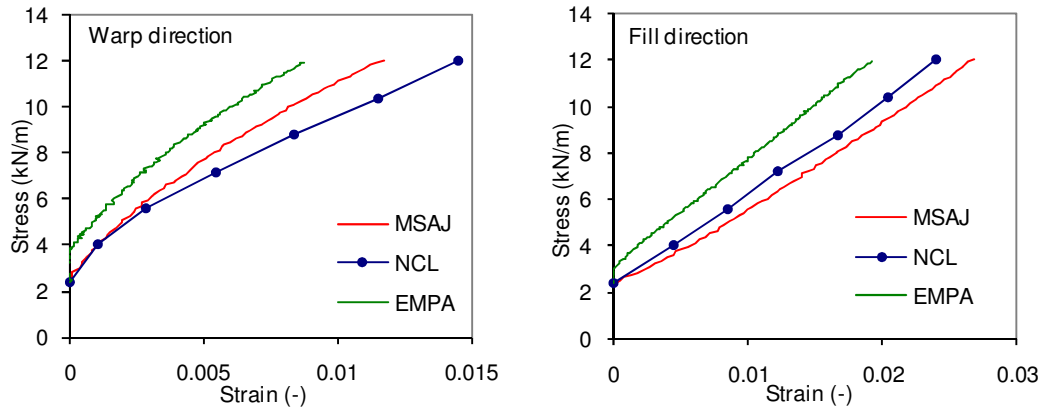 Warp direction
Stress (kN/m)
14
12
10
8
6
4
2
0
0 0.005 0.01 0.015
Strain (-)
MSAJ
NCL
EMPA
Fill direction
Stress (kN/m)
14
12
10
8
6
4
2
0
0 0.01 0.02 0.03
Strain (-)
MSAJ
NCL
EMPA